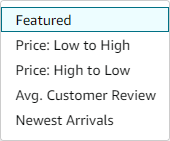 Featured
Price: Low to High
Price: High to Low
Avg. Customer Review
Newest Arrivals